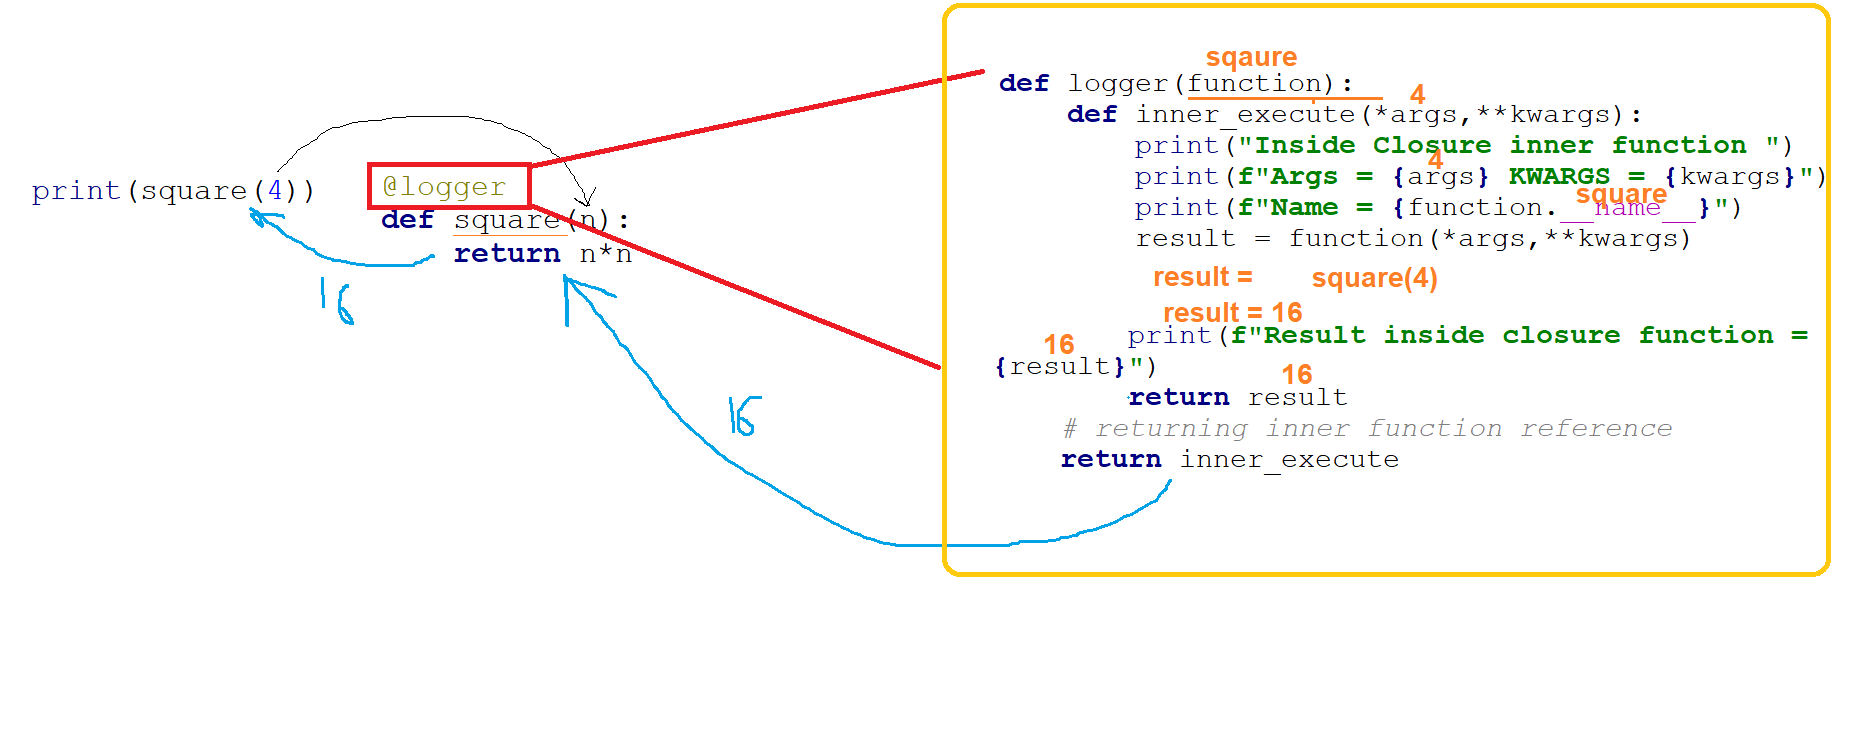 print(square(4))
@logger
def square(n):
return n*n
16
16
sqaure
def logger(function):
4
def inner_execute(*args,**kwargs):
print("Inside Closure inner function ")
4
print(f"Args = {args} KWARGS = {kwargs}")
square
print(f"Name = {function.__name__}")
result = function(*args,**kwargs)
result = square(4)
result = 16
print(f"Result inside closure function =
16
{result}")
16
return result
# returning inner function reference
return inner_execute